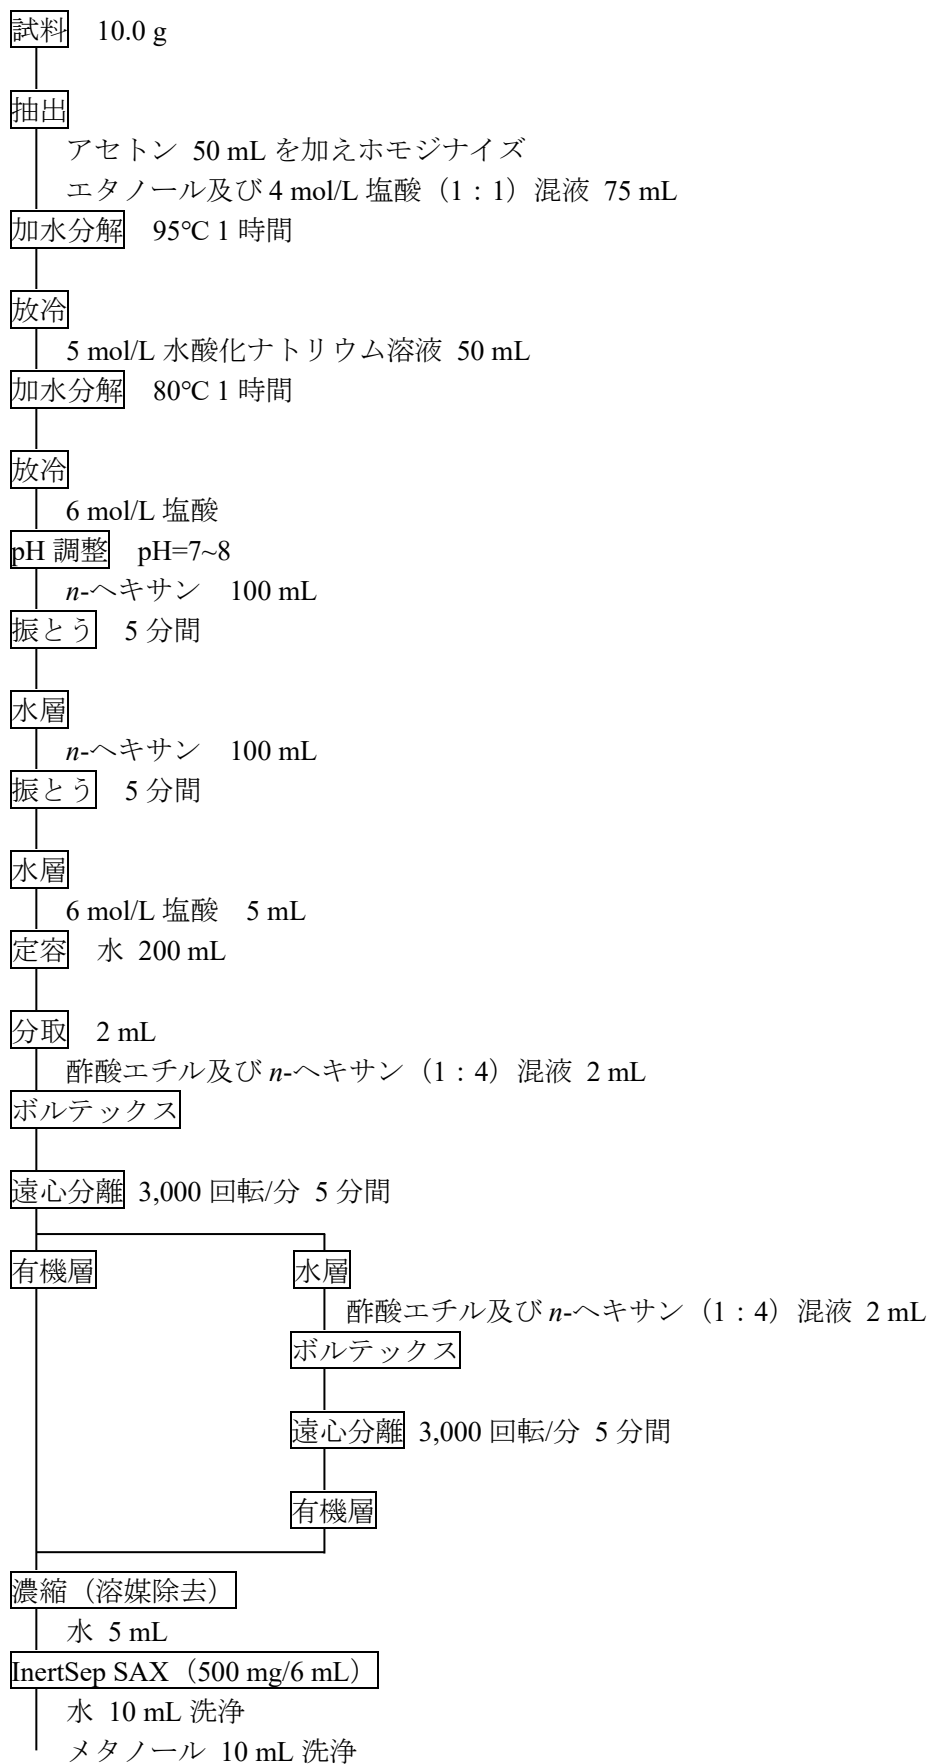 試料 10.0 g
抽出
アセトン 50 mL を加えホモジナイズ
エタノール及び 4 mol/L 塩酸（1：1）混液 75 mL
加水分解 95℃ 1 時間
放冷
5 mol/L 水酸化ナトリウム溶液 50 mL
加水分解 80℃ 1 時間
放冷
6 mol/L 塩酸
pH 調整 pH=7~8
n-ヘキサン 100 mL
振とう 5 分間
水層
n-ヘキサン 100 mL
振とう 5 分間
水層
6 mol/L 塩酸 5 mL
定容 水 200 mL
分取 2 mL
酢酸エチル及び n-ヘキサン（1：4）混液 2 mL
ボルテックス
遠心分離 3,000 回転/分 5 分間
有機層 水層
酢酸エチル及び n-ヘキサン（1：4）混液 2 mL
ボルテックス
遠心分離 3,000 回転/分 5 分間
有機層
濃縮（溶媒除去）
水 5 mL
InertSep SAX（500 mg/6 mL）
水 10 mL 洗浄
メタノール 10 mL 洗浄